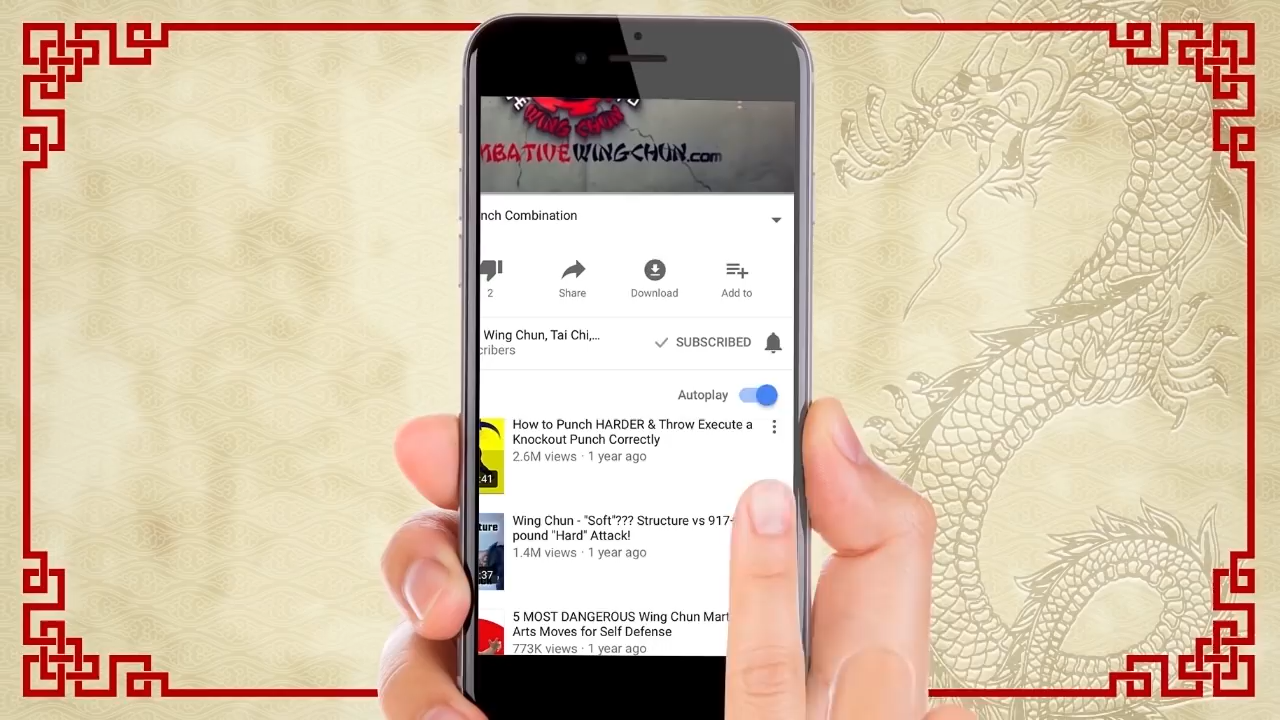 WING CHUN
MBATIVEWINGCHUN.com
nch Combination
2
Share
Download
Add to
Wing Chun, Tai Chi,...
cribers
SUBSCRIBED
Autoplay
How to Punch HARDER & Throw Execute a
Knockout Punch Correctly
2.6M views · 1 year ago
:41
Wing Chun - "Soft"??? Structure vs 917-
pound "Hard" Attack!
1.4M views · 1 year ago
ture
:37
5 MOST DANGEROUS Wing Chun Mart
Arts Moves for Self Defense
773K views · 1 year ago